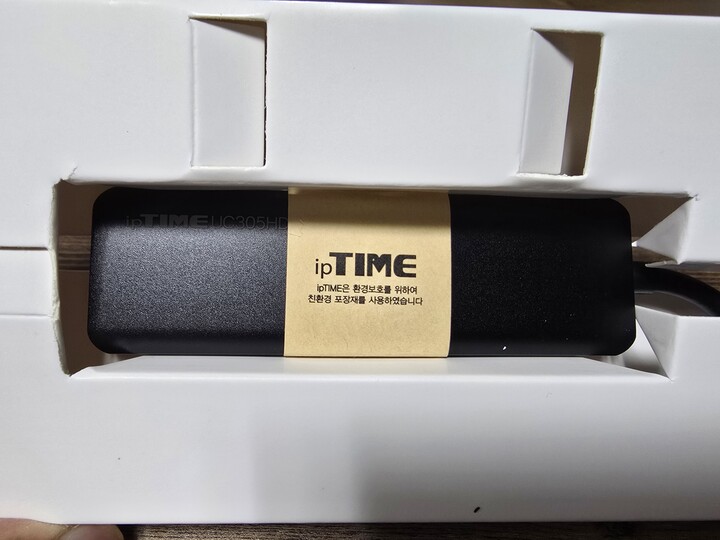 ipTIME UC305HD
ipTIME
ipTIME은 환경보호를 위하여
친환경 포장재를 사용하였습니다